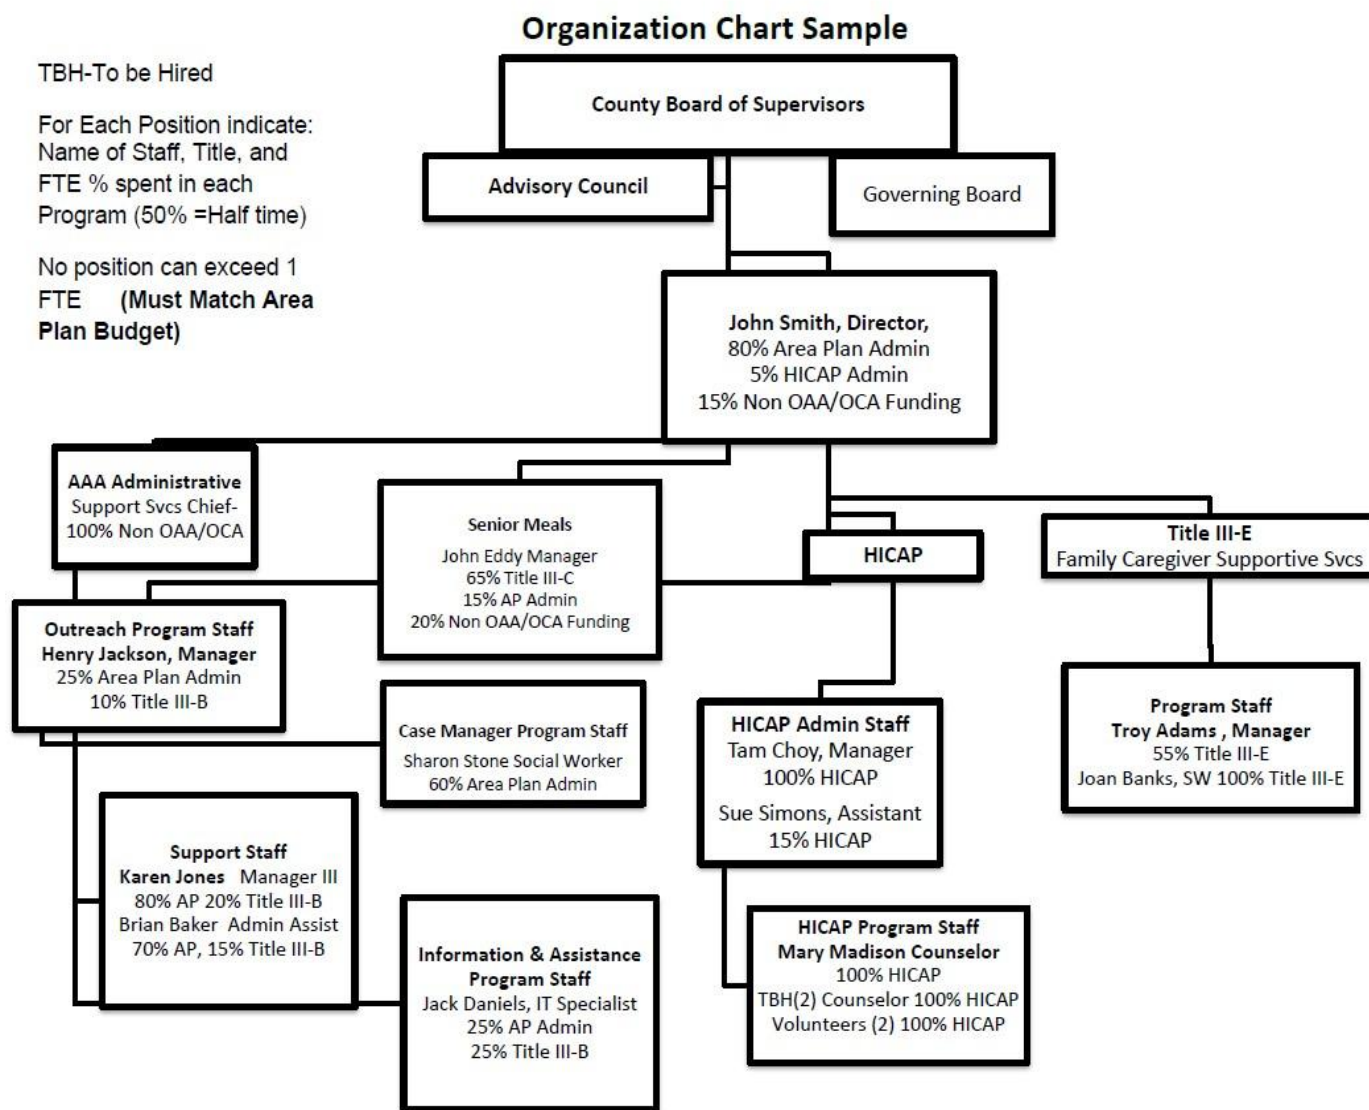 Organization Chart Sample
TBH-To be Hired
For Each Position indicate:
Name of Staff, Title, and
FTE % spent in each
Program (50% =Half time)
No position can exceed 1
FTE (Must Match Area
Plan Budget)
County Board of Supervisors
Advisory Council
Governing Board
John Smith, Director,
80% Area Plan Admin
5% HICAP Admin
15% Non OAA/OCA Funding
AAA Administrative
Support Svcs Chief-
100% Non OAA/OCA
Senior Meals
John Eddy Manager
65% Title III-C
15% AP Admin
20% Non OAA/OCA Funding
HICAP
Title III-E
Family Caregiver Supportive Svcs
Outreach Program Staff
Henry Jackson, Manager
25% Area Plan Admin
10% Title III-B
Case Manager Program Staff
Sharon Stone Social Worker
60% Area Plan Admin
HICAP Admin Staff
Tam Choy, Manager
100% HICAP
Sue Simons, Assistant
15% HICAP
Program Staff
Troy Adams , Manager
55% Title III-E
Joan Banks, SW 100% Title III-E
Support Staff
Karen Jones Manager III
80% AP 20% Title III-B
Brian Baker Admin Assist
70% AP, 15% Title III-B
Information & Assistance
Program Staff
Jack Daniels, IT Specialist
25% AP Admin
25% Title III-B
HICAP Program Staff
Mary Madison Counselor
100% HICAP
TBH(2) Counselor 100% HICAP
Volunteers (2) 100% HICAP